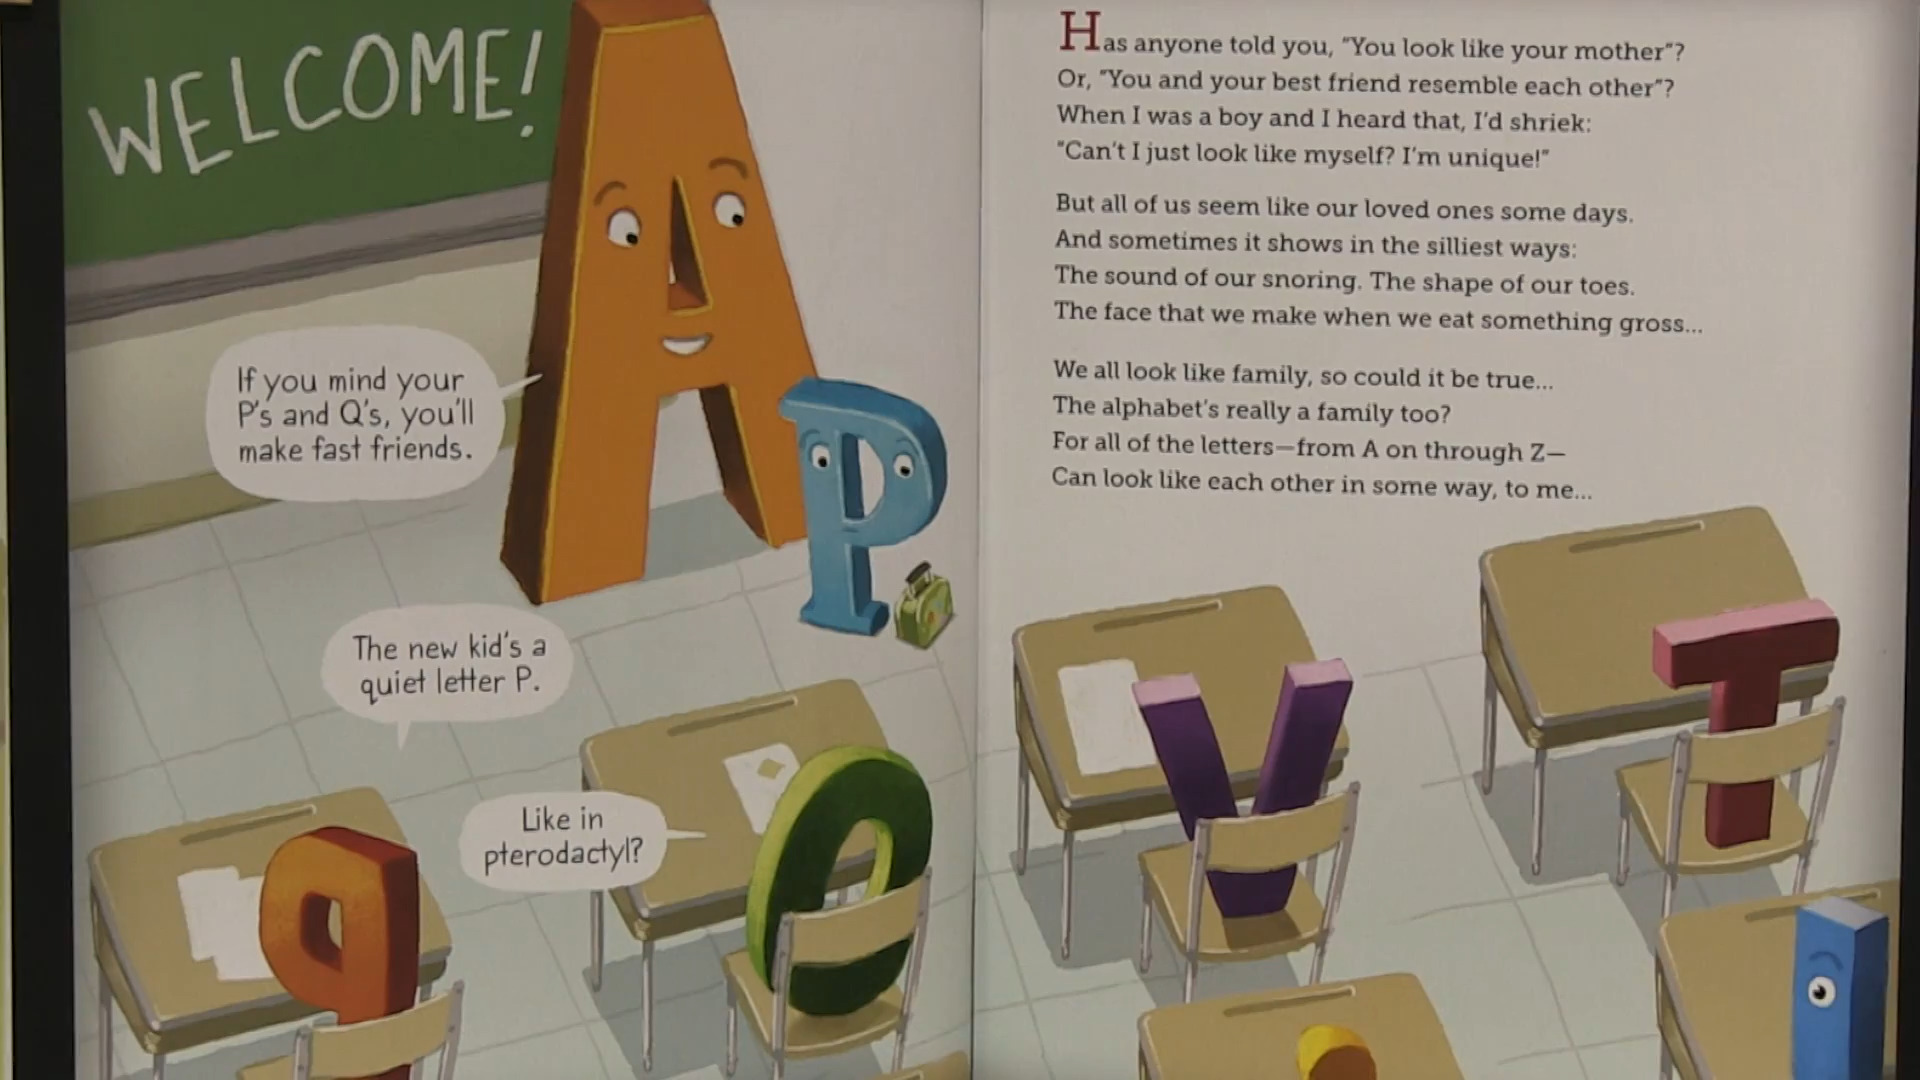 WELCOME!
If you mind your
P's and Q's, you'll
make fast friends.
The new kid's a
quiet letter P.
Like in
pterodactyl?
Has anyone told you, "You look like your mother"?
Or, "You and your best friend resemble each other"?
When I was a boy and I heard that, I'd shriek:
"Can't I just look like myself? I'm unique!"
But all of us seem like our loved ones some days.
And sometimes it shows in the silliest ways:
The sound of our snoring. The shape of our toes.
The face that we make when we eat something gross...
We all look like family, so could it be true...
The alphabet's really a family too?
For all of the letters—from A on through Z—
Can look like each other in some way, to me...